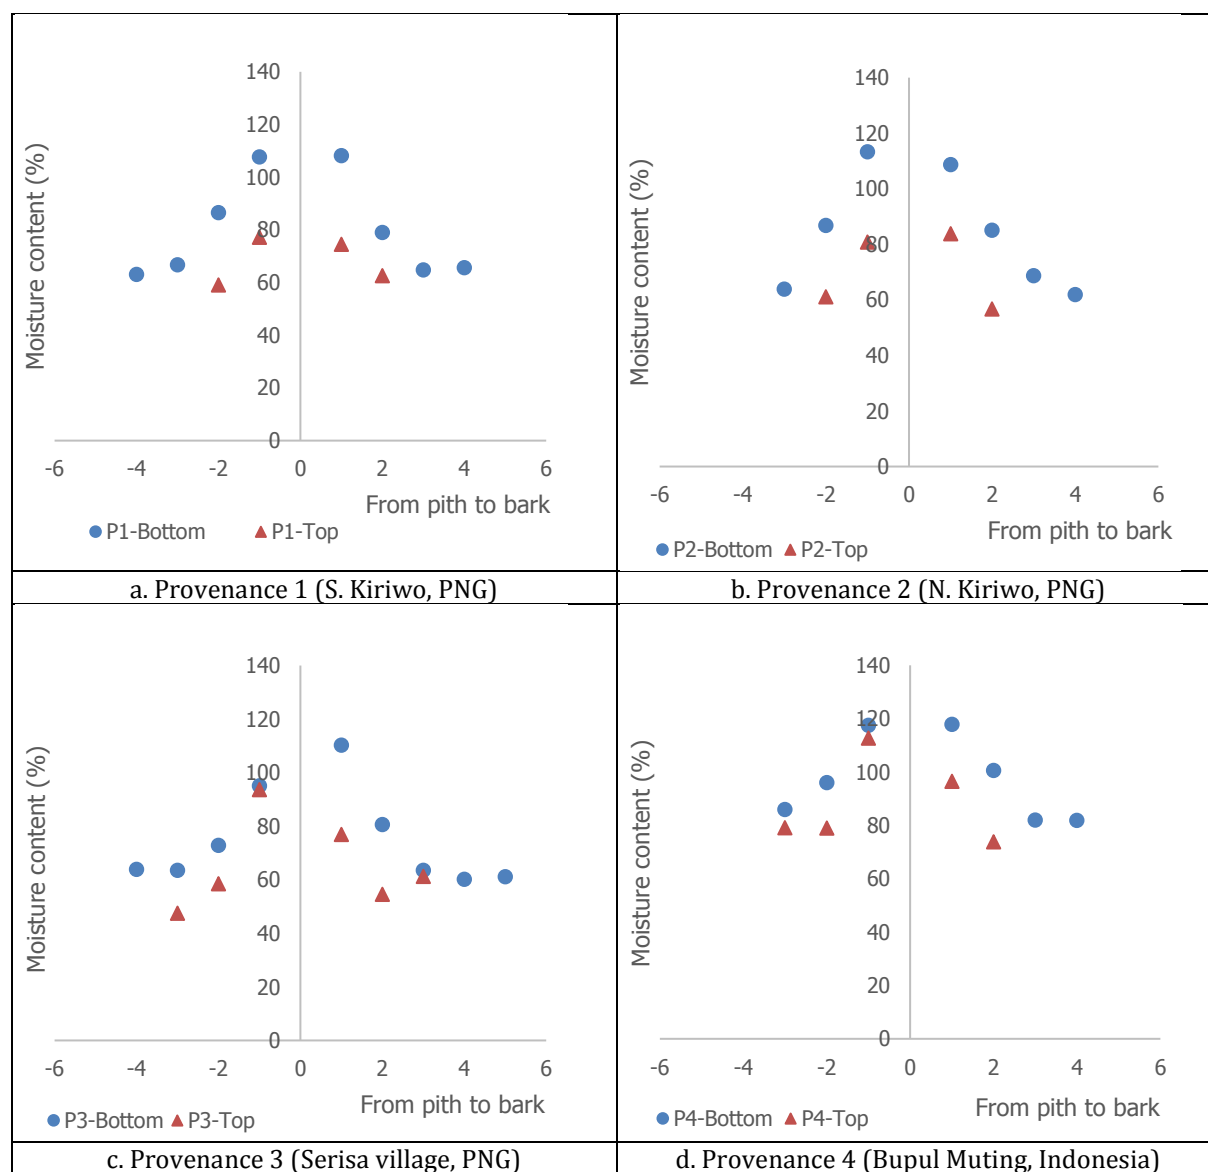 140
120
100
80
60
40
20
0
-6 -4 -2 0 2 4 6
Moisture content (%)
From pith to bark
P1-Bottom P1-Top
a. Provenance 1 (S. Kiriwo, PNG)
140
120
100
80
60
40
20
0
-6 -4 -2 0 2 4 6
Moisture content (%)
From pith to bark
P2-Bottom P2-Top
b. Provenance 2 (N. Kiriwo, PNG)
140
120
100
80
60
40
20
0
-6 -4 -2 0 2 4 6
Moisture content (%)
From pith to bark
P3-Bottom P3-Top
c. Provenance 3 (Serisa village, PNG)
140
120
100
80
60
40
20
0
-6 -4 -2 0 2 4 6
Moisture content (%)
From pith to bark
P4-Bottom P4-Top
d. Provenance 4 (Bupul Muting, Indonesia)